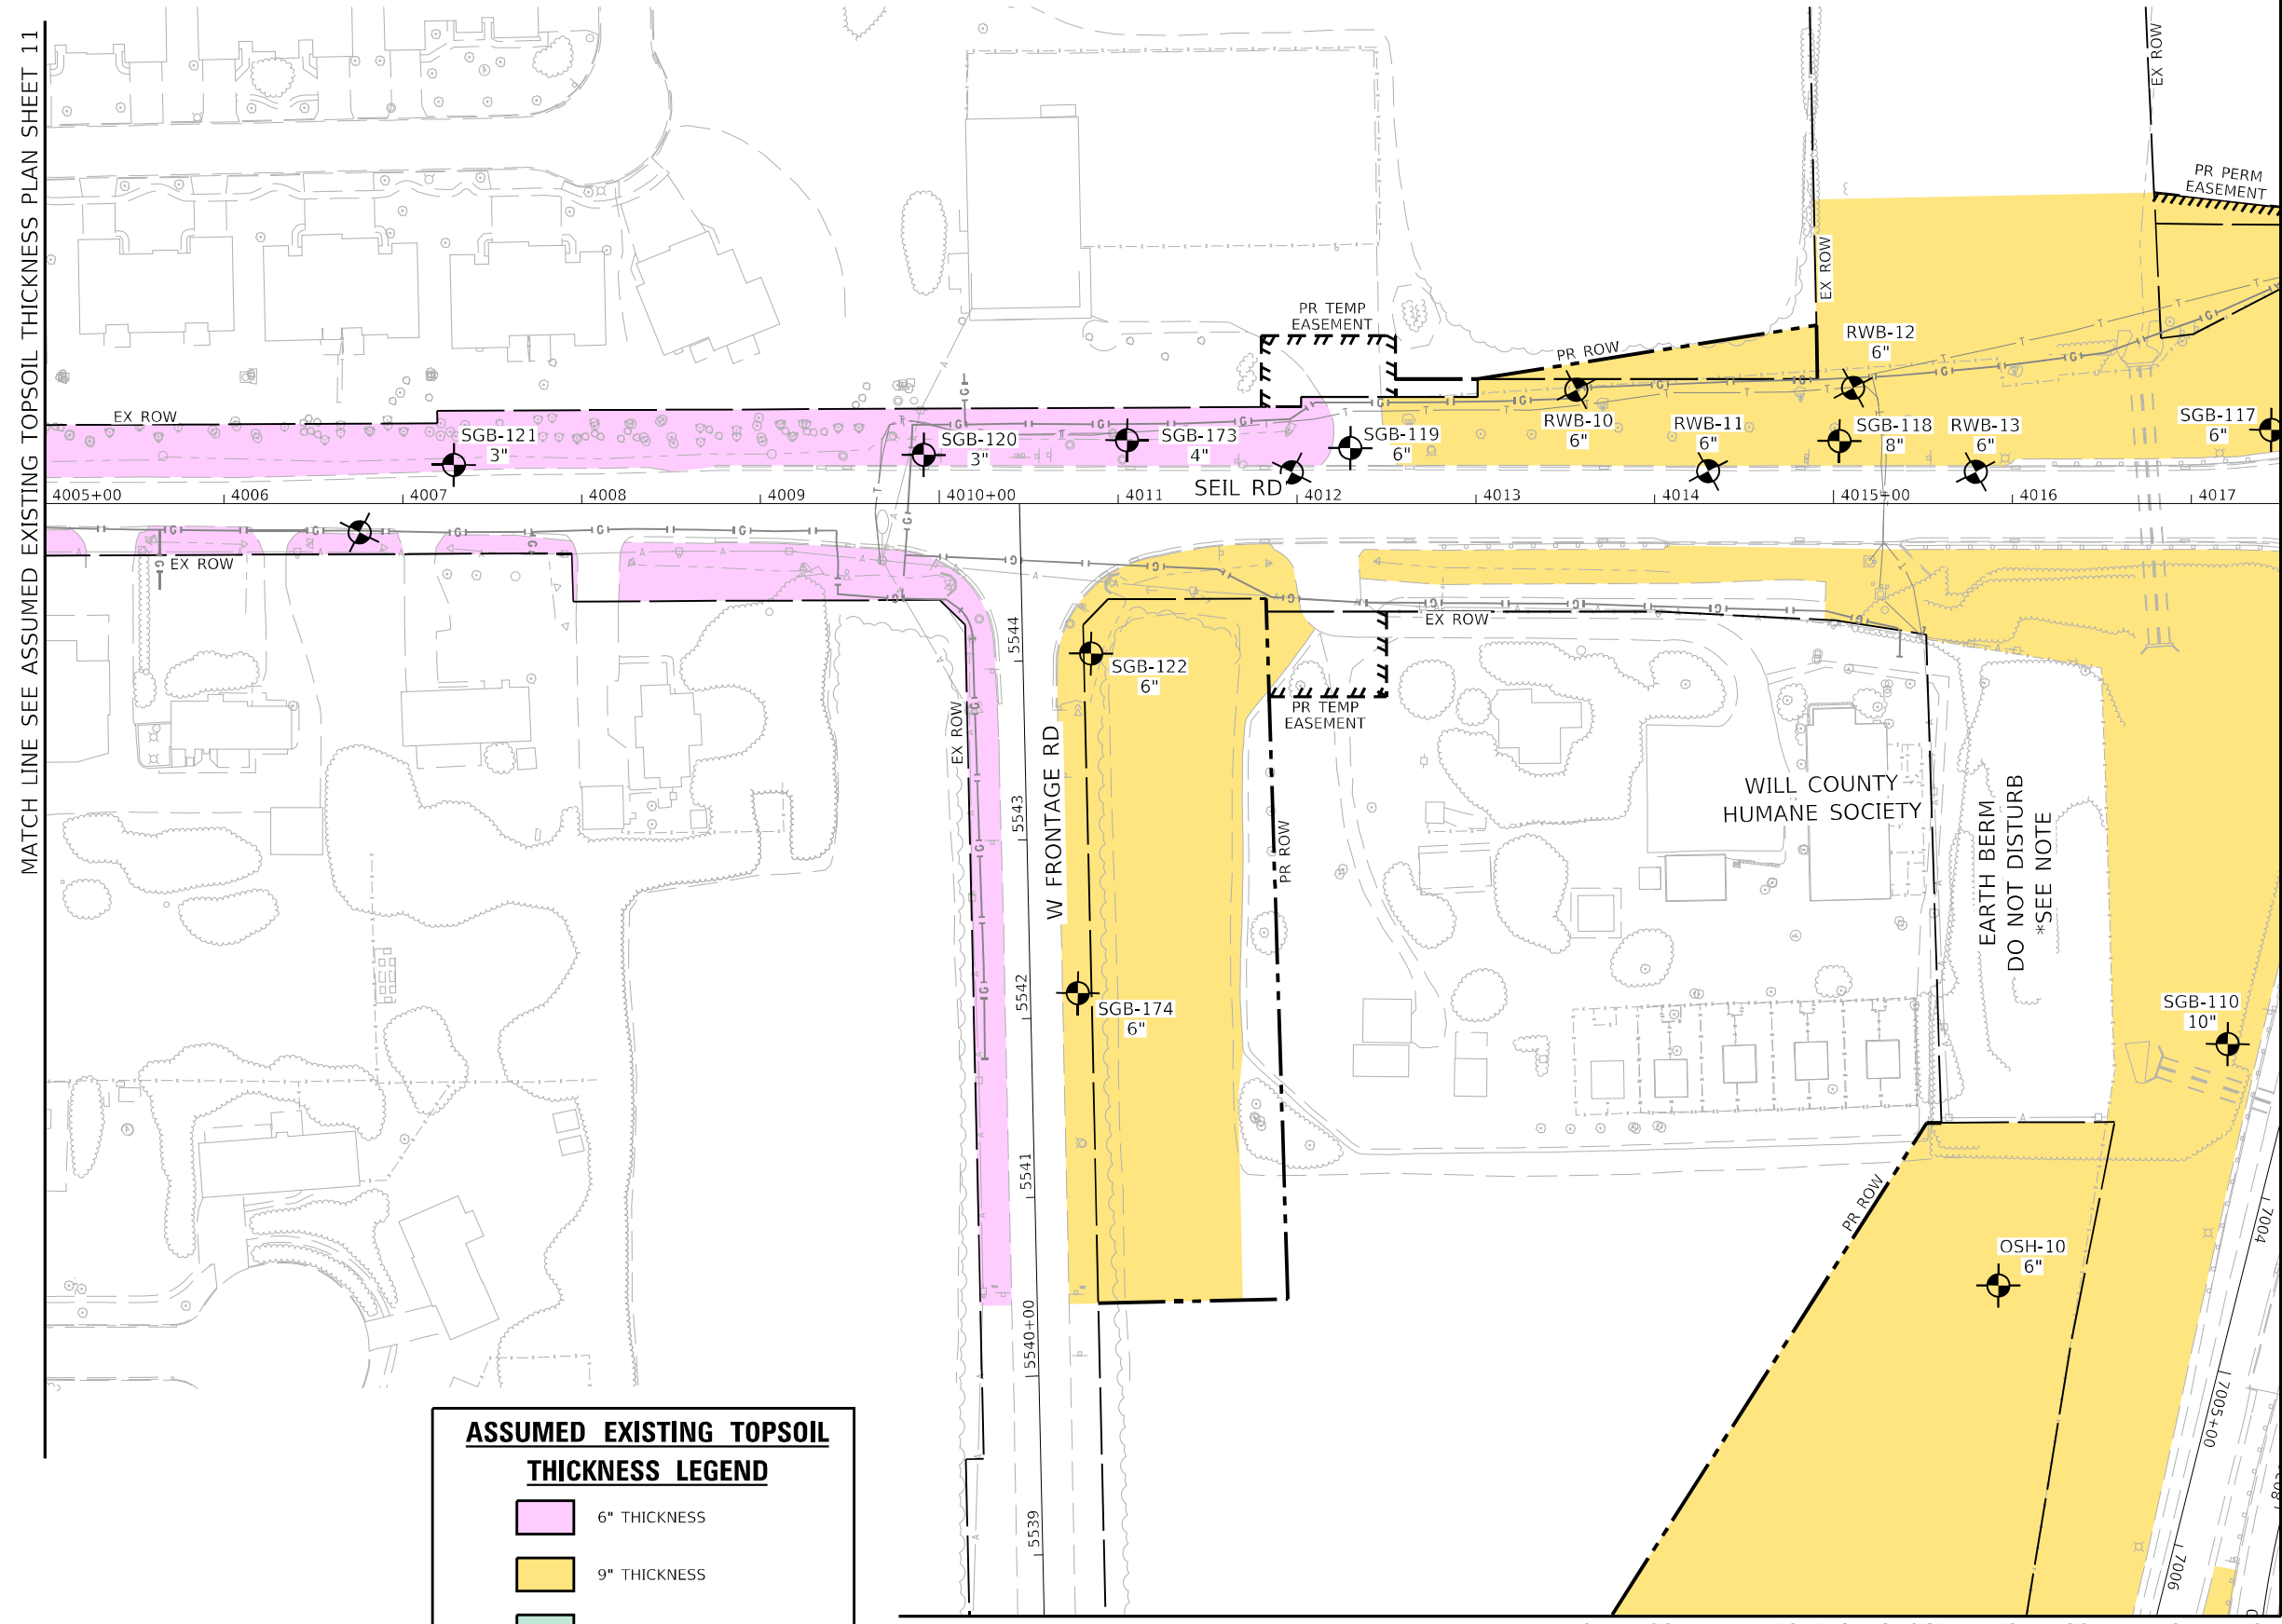 MATCH LINE SEE ASSUMED EXISTING TOPSOIL THICKNESS PLAN SHEET 11
EX ROW
PR PERM
EASEMENT
EX ROW
PR TEMP
EASEMENT
PR ROW
RWB-12
6"
EX ROW
SGB-121
3"
SGB-120
3"
SGB-173
4"
SGB-119
6"
RWB-10
6"
RWB-11
6"
SGB-118
8"
RWB-13
6"
SGB-117
6"
SEIL RD
4005+00
4006
4007
4008
4009
4010+00
4011
4012
4013
4014
4015+00
4016
4017
EX ROW
EX ROW
SGB-122
6"
PR TEMP
EASEMENT
EX ROW
5544
5543
5542
5541
5540+00
5539
W FRONTAGE RD
PR ROW
SGB-174
6"
WILL COUNTY
HUMANE SOCIETY
EARTH BERM
DO NOT DISTURB
*SEE NOTE
SGB-110
10"
PR ROW
OSH-10
6"
7004
7005+00
7006
ASSUMED EXISTING TOPSOIL
THICKNESS LEGEND
6" THICKNESS
9" THICKNESS